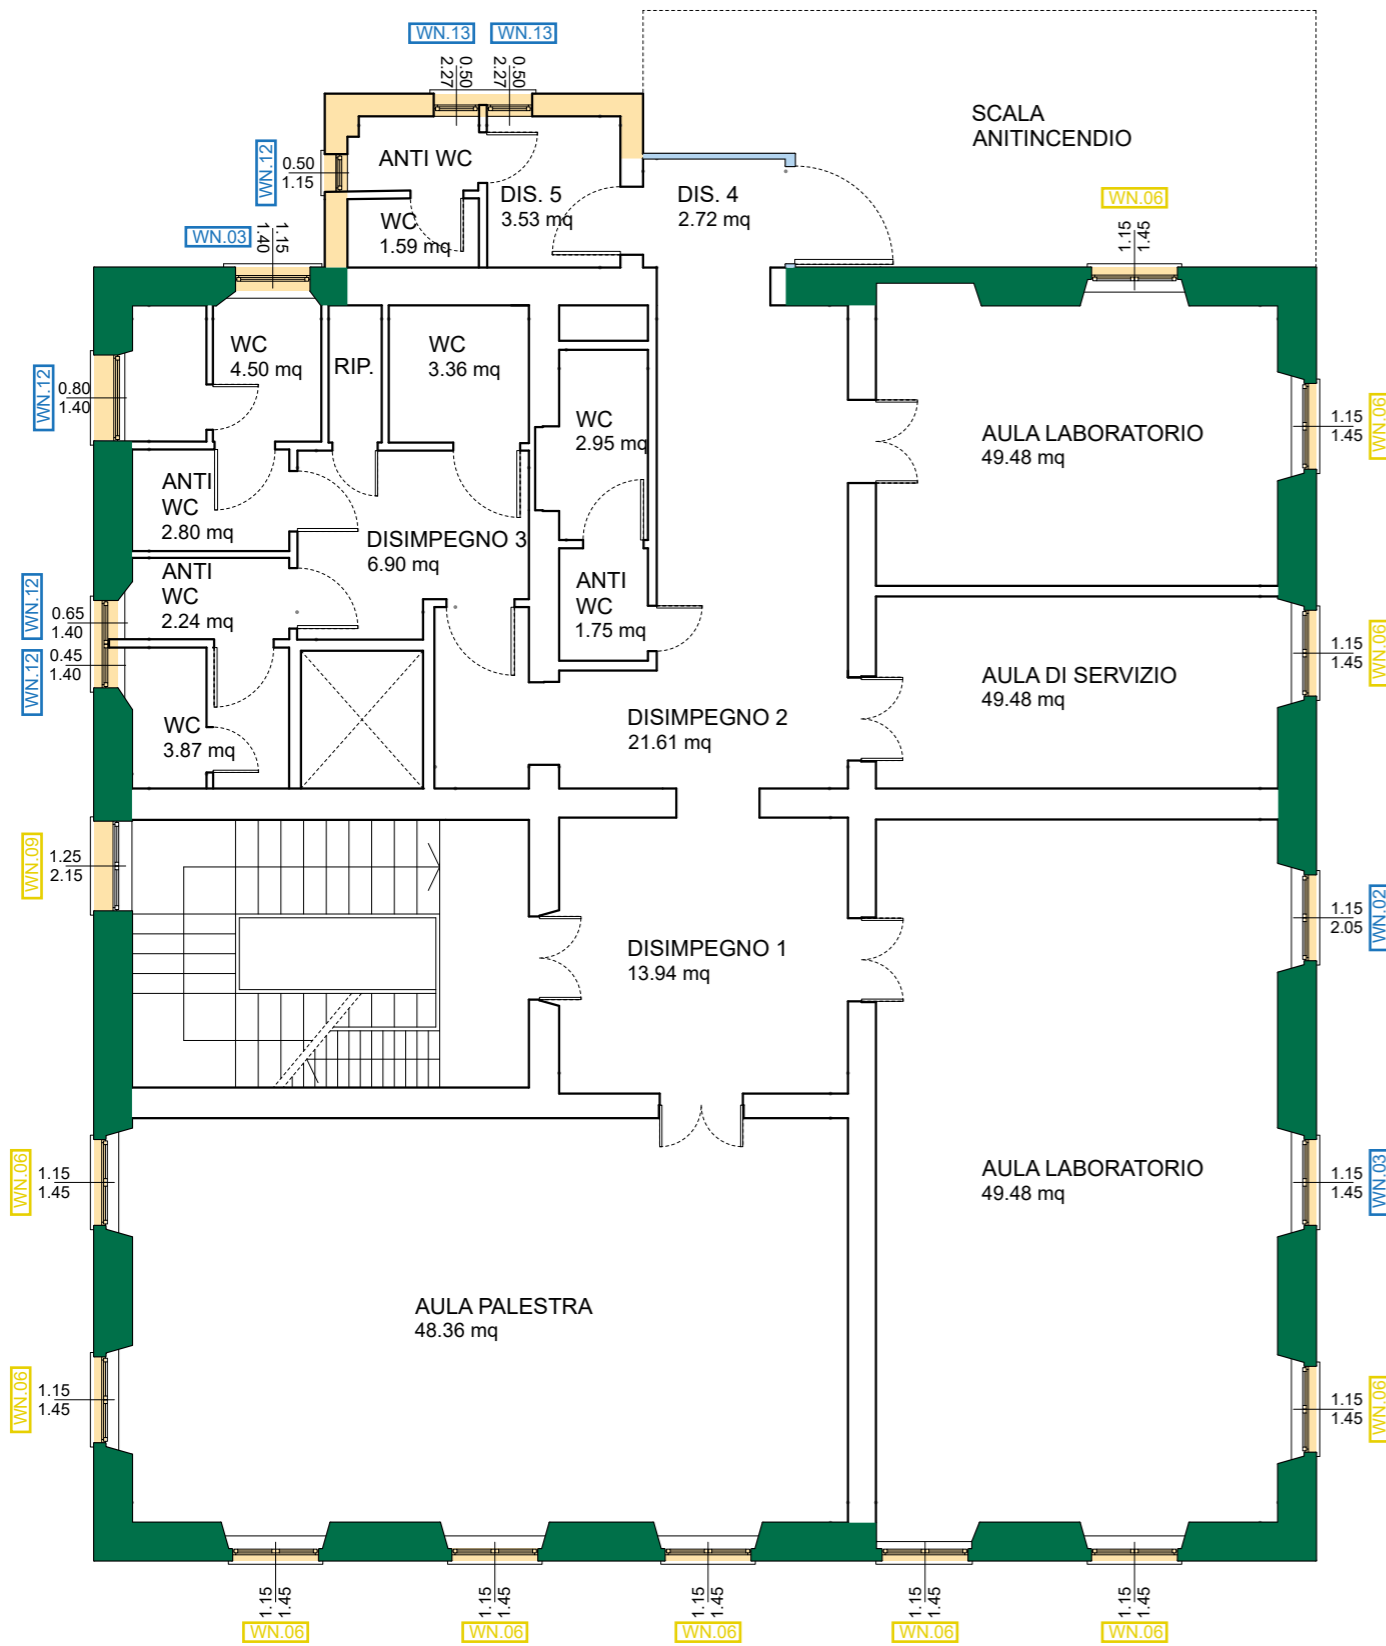 WN.13
WN.13
0.50
2.27
0.50
2.27
SCALA
ANITINCENDIO
WN.12
0.50
1.15
ANTI WC
DIS. 5
3.53 mq
DIS. 4
2.72 mq
WN.06
1.15
1.45
WC
1.59 mq
WN.03
1.15
1.40
WC
4.50 mq
RIP.
WC
3.36 mq
WN.12
0.80
1.40
WC
2.95 mq
AULA LABORATORIO
49.48 mq
1.15
1.45
WN.06
ANTI
WC
2.80 mq
DISIMPEGNO 3
6.90 mq
ANTI
WC
2.24 mq
ANTI
WC
1.75 mq
WN.12
0.65
1.40
WN.12
0.45
1.40
AULA DI SERVIZIO
49.48 mq
1.15
1.45
WN.06
WC
3.87 mq
DISIMPEGNO 2
21.61 mq
WN.09
1.25
2.15
DISIMPEGNO 1
13.94 mq
1.15
2.05
WN.02
WN.06
1.15
1.45
AULA LABORATORIO
49.48 mq
1.15
1.45
WN.03
AULA PALESTRA
48.36 mq
WN.06
1.15
1.45
1.15
1.45
WN.06
1.15
1.45
1.15
1.45
1.15
1.45
1.15
1.45
1.15
1.45
WN.06
WN.06
WN.06
WN.06
WN.06